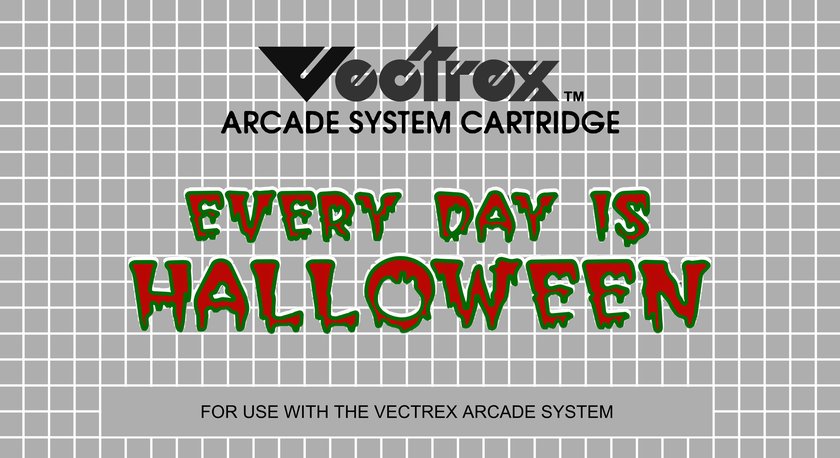 Vectrex™
ARCADE SYSTEM CARTRIDGE
EVERY DAY IS
HALLOWEEN
FOR USE WITH THE VECTREX ARCADE SYSTEM